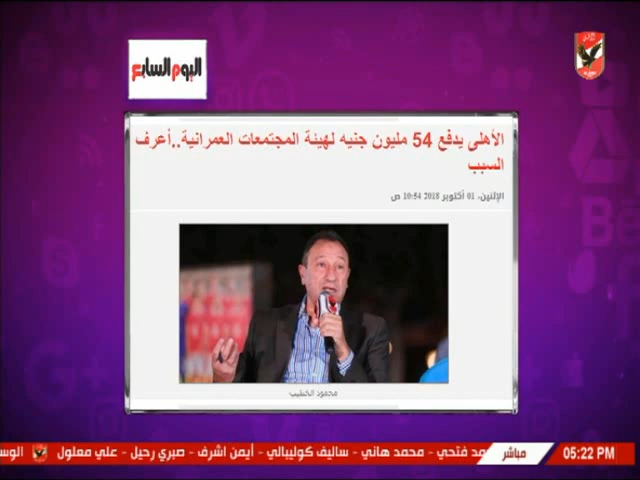 اليوم السابع
الأهلى يدفع 54 مليون جنيه لهيئة المجتمعات العمرانية..أعرف
السبب
الإثنين، 01 أكتوبر 2018 10:54 ص
محمود الخطيب
مباشر
05:22 PM
فتحي - محمد هاني - ساليف كوليبالي - أيمن اشرف - صبري رحيل - علي معلول